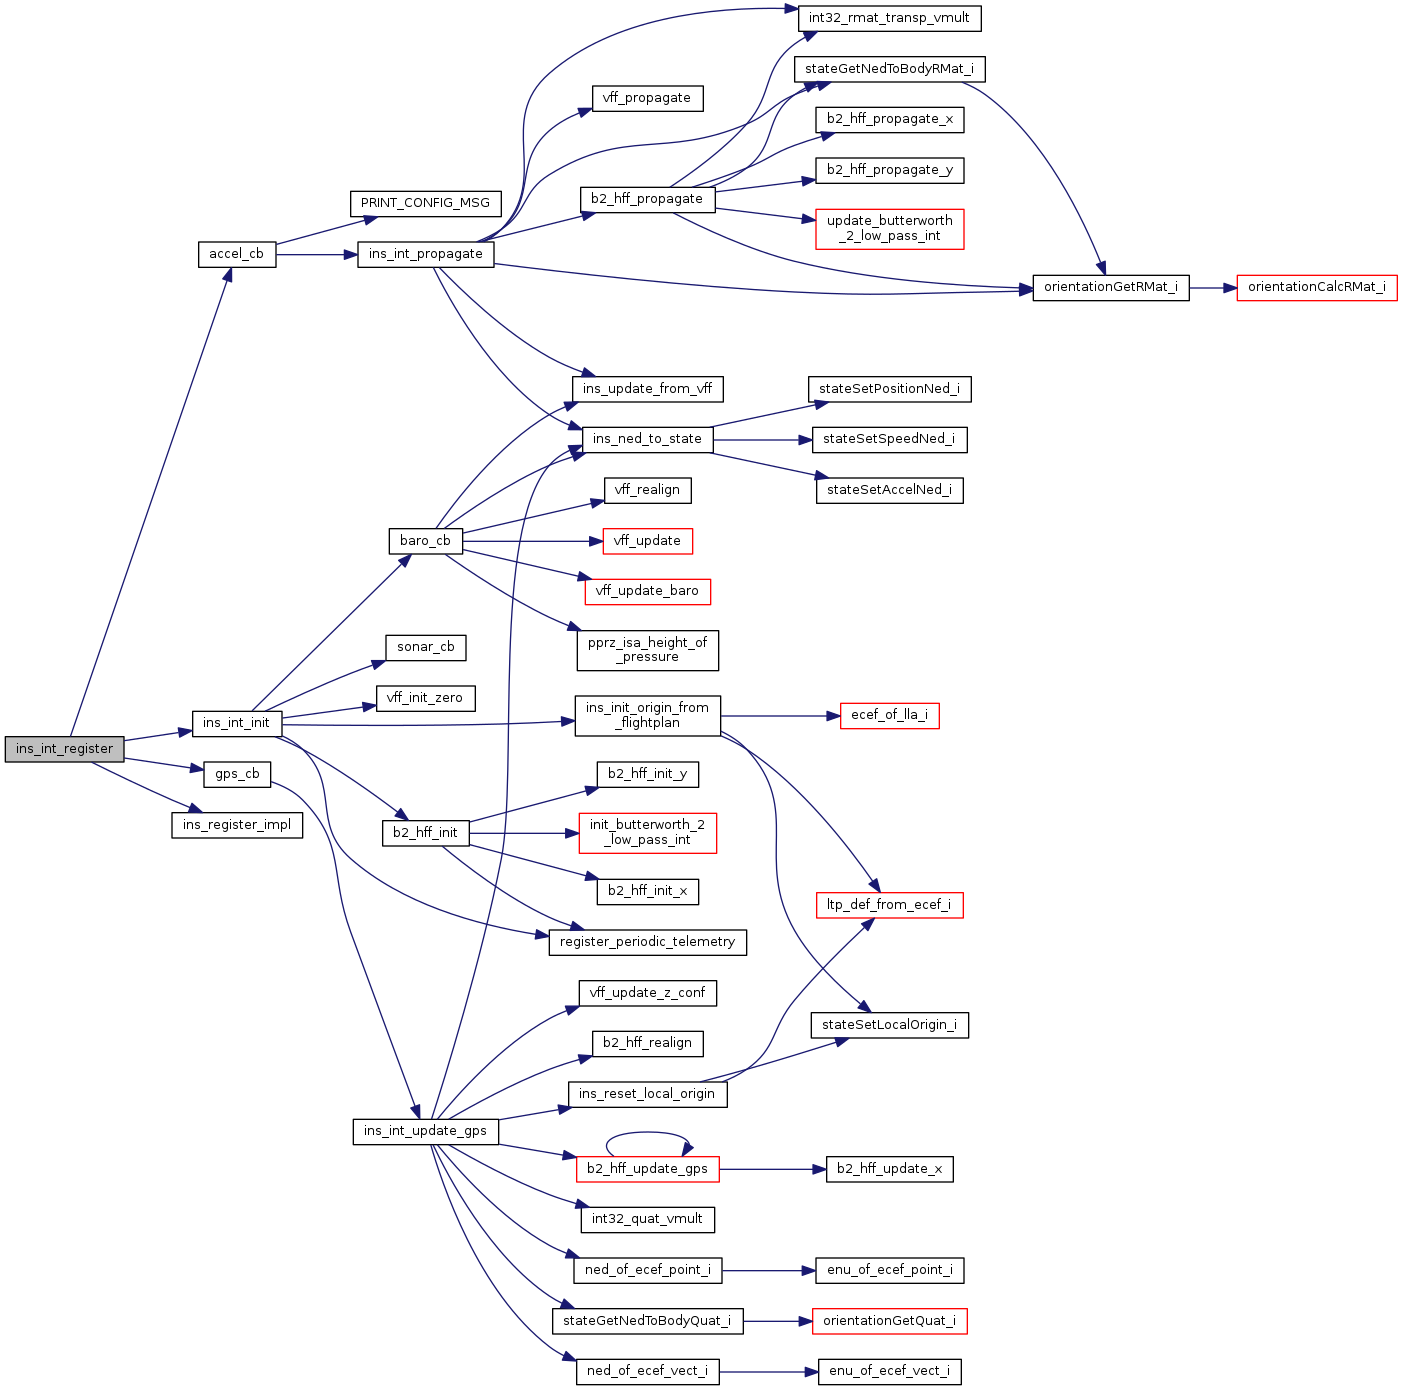 int32_rmat_transp_vmult
stateGetNedToBodyRMat_i
vff_propagate
b2_hff_propagate_x
b2_hff_propagate_y
b2_hff_propagate
PRINT_CONFIG_MSG
update_butterworth
_2_low_pass_int
accel_cb
ins_int_propagate
orientationGetRMat_i
orientationCalcRMat_i
ins_update_from_vff
stateSetPositionNed_i
ins_ned_to_state
stateSetSpeedNed_i
vff_realign
stateSetAccelNed_i
baro_cb
vff_update
vff_update_baro
pprz_isa_height_of
_pressure
sonar_cb
vff_init_zero
ins_int_init
ins_init_origin_from
_flightplan
ecef_of_lla_i
ins_int_register
gps_cb
b2_hff_init_y
ins_register_impl
b2_hff_init
init_butterworth_2
_low_pass_int
b2_hff_init_x
ltp_def_from_ecef_i
register_periodic_telemetry
vff_update_z_conf
stateSetLocalOrigin_i
b2_hff_realign
ins_reset_local_origin
ins_int_update_gps
b2_hff_update_gps
b2_hff_update_x
int32_quat_vmult
ned_of_ecef_point_i
enu_of_ecef_point_i
stateGetNedToBodyQuat_i
orientationGetQuat_i
ned_of_ecef_vect_i
enu_of_ecef_vect_i